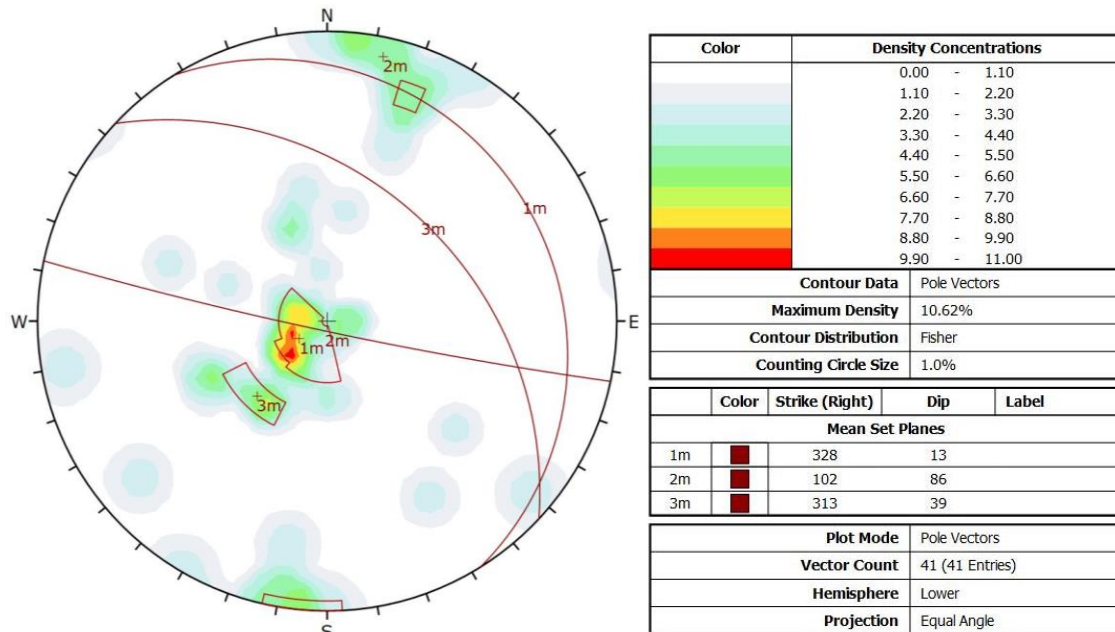 N
2m
1m
3m
W
E
1m
2m
3m
S
Color Density Concentrations
0.00 - 1.10
1.10 - 2.20
2.20 - 3.30
3.30 - 4.40
4.40 - 5.50
5.50 - 6.60
6.60 - 7.70
7.70 - 8.80
8.80 - 9.90
9.90 - 11.00
Contour Data Pole Vectors
Maximum Density 10.62%
Contour Distribution Fisher
Counting Circle Size 1.0%
Color Strike (Right) Dip Label
Mean Set Planes
1m 328 13
2m 102 86
3m 313 39
Plot Mode Pole Vectors
Vector Count 41 (41 Entries)
Hemisphere Lower
Projection Equal Angle